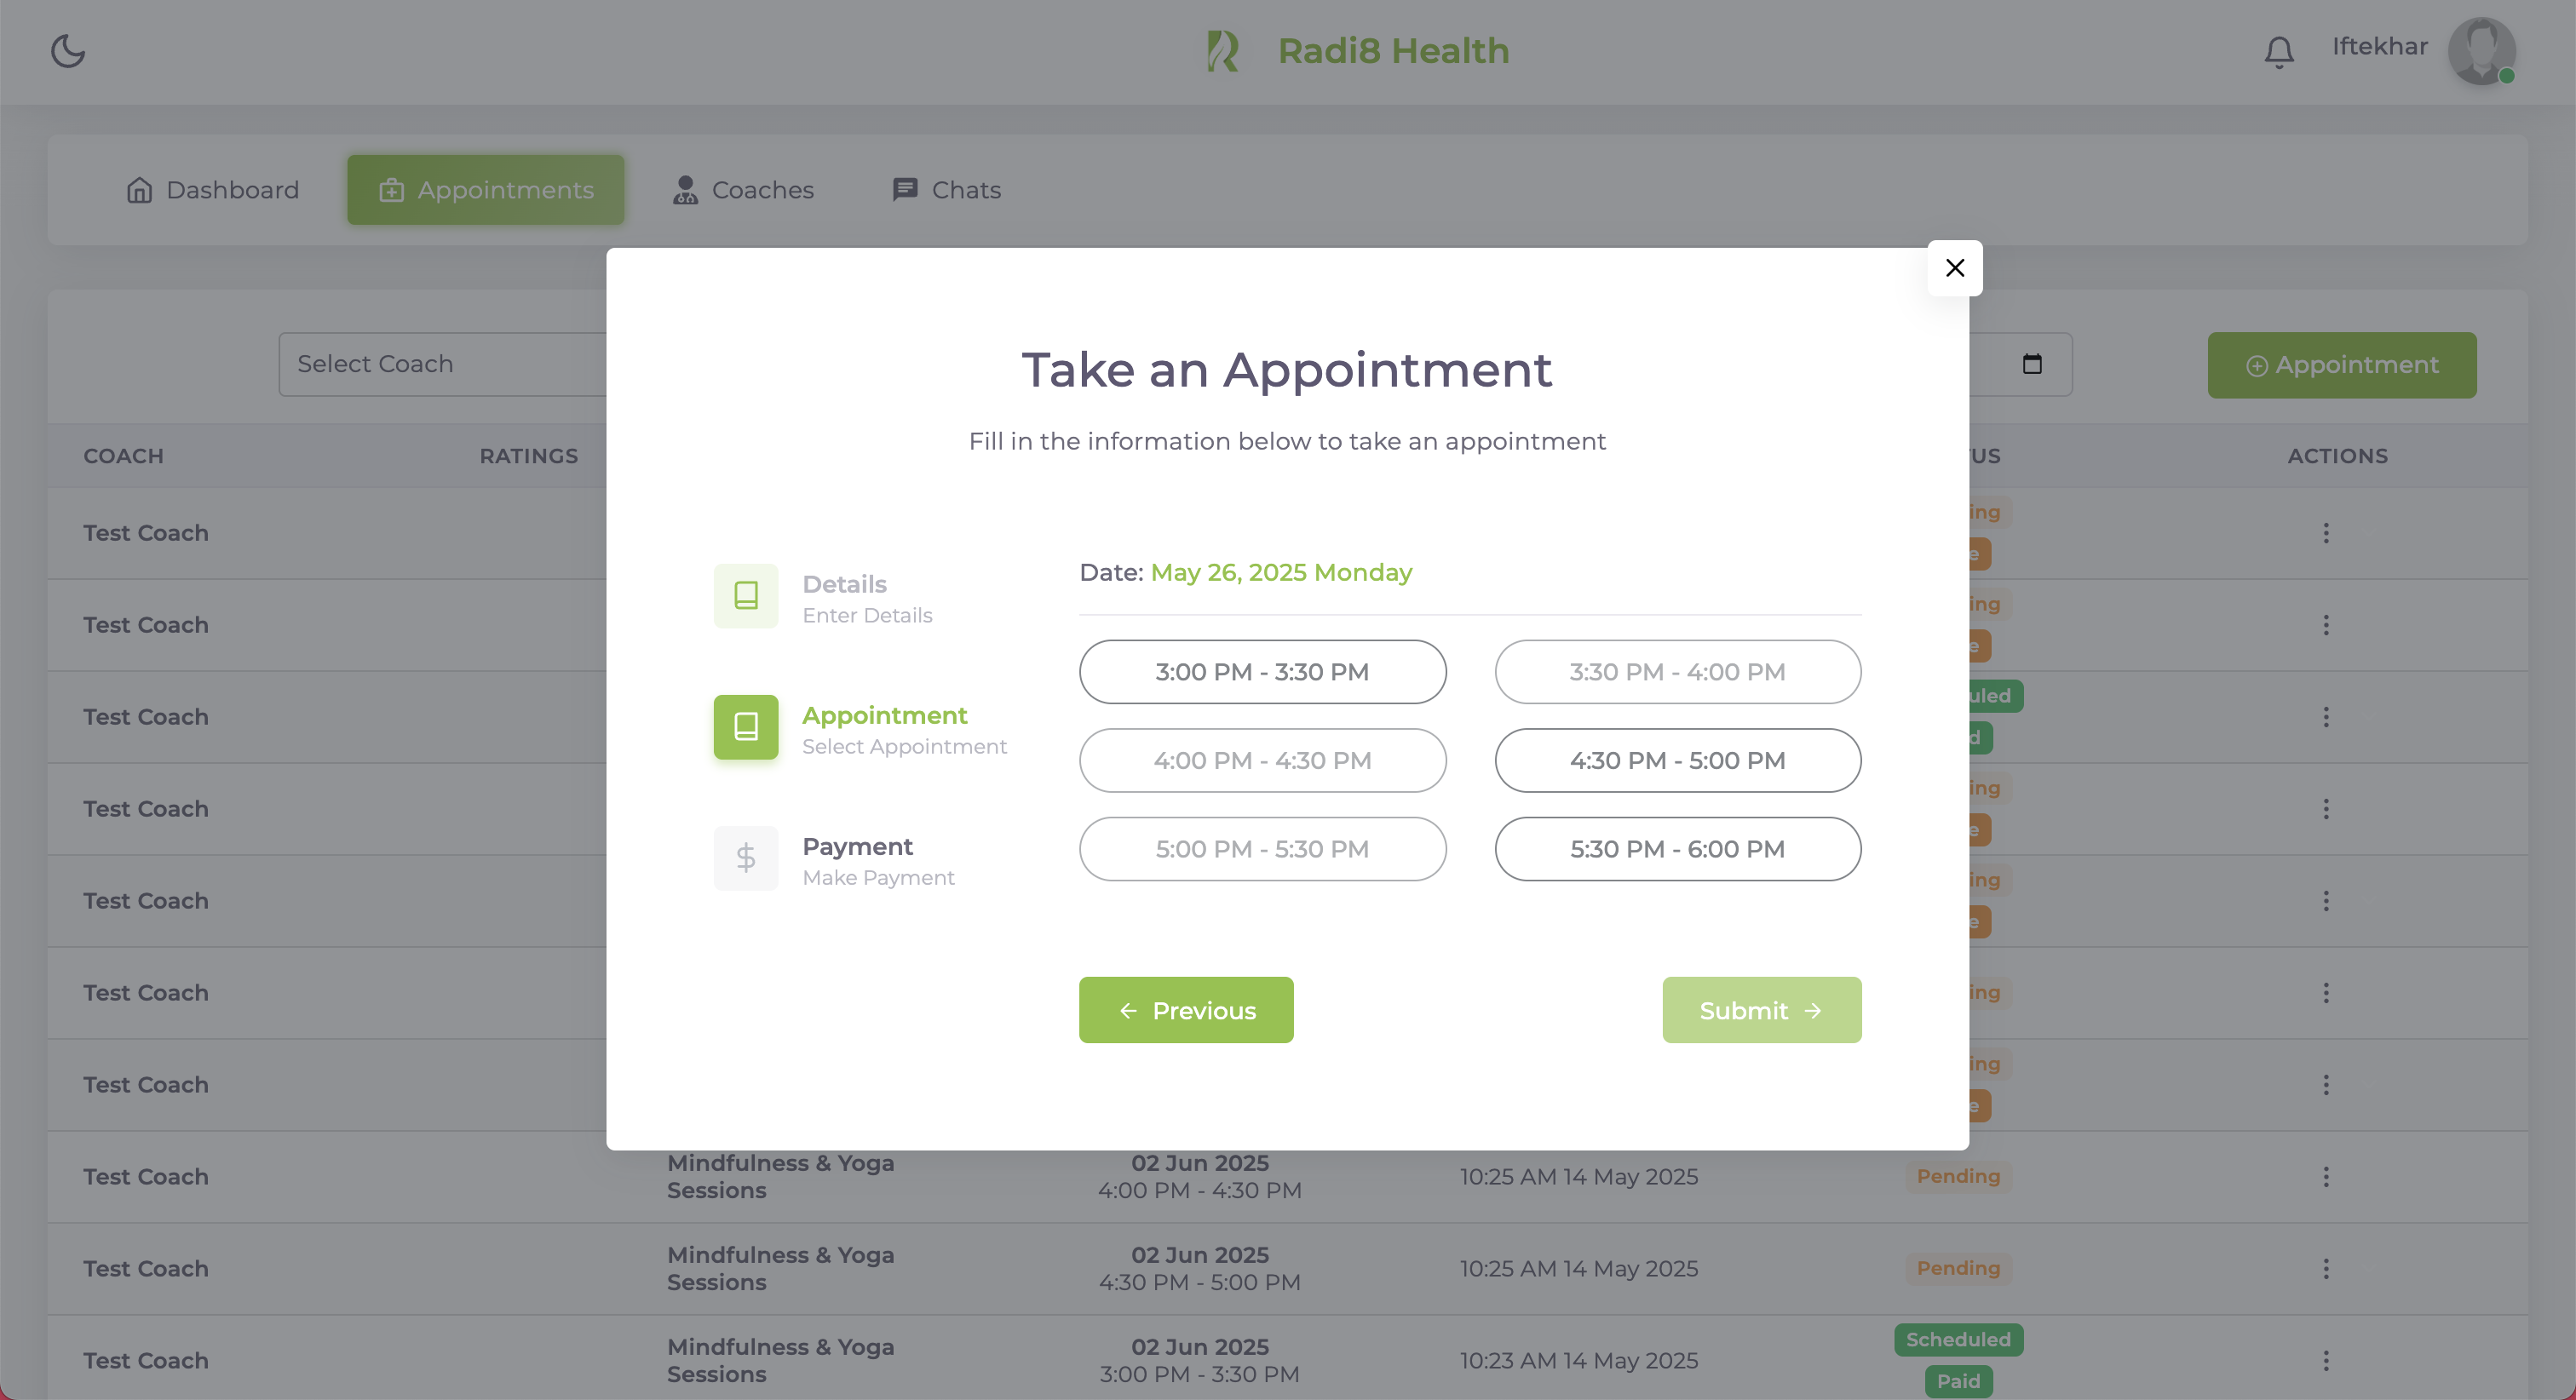 Radi8 Health
Iftekhar
Dashboard
Appointments
Coaches
Chats
Select Coach
Appointment
COACH
RATINGS
ACTIONS
Test Coach
Test Coach
Test Coach
Test Coach
Test Coach
Test Coach
Test Coach
Take an Appointment
Fill in the information below to take an appointment
Details
Enter Details
Appointment
Select Appointment
Payment
Make Payment
Date: May 26, 2025 Monday
3:00 PM - 3:30 PM
3:30 PM - 4:00 PM
4:00 PM - 4:30 PM
4:30 PM - 5:00 PM
5:00 PM - 5:30 PM
5:30 PM - 6:00 PM
Previous
Submit
Test Coach
Mindfulness & Yoga
Sessions
02 Jun 2025
4:00 PM - 4:30 PM
10:25 AM 14 May 2025
Pending
Test Coach
Mindfulness & Yoga
Sessions
02 Jun 2025
4:30 PM - 5:00 PM
10:25 AM 14 May 2025
Pending
Test Coach
Mindfulness & Yoga
Sessions
02 Jun 2025
3:00 PM - 3:30 PM
10:23 AM 14 May 2025
Scheduled
Paid